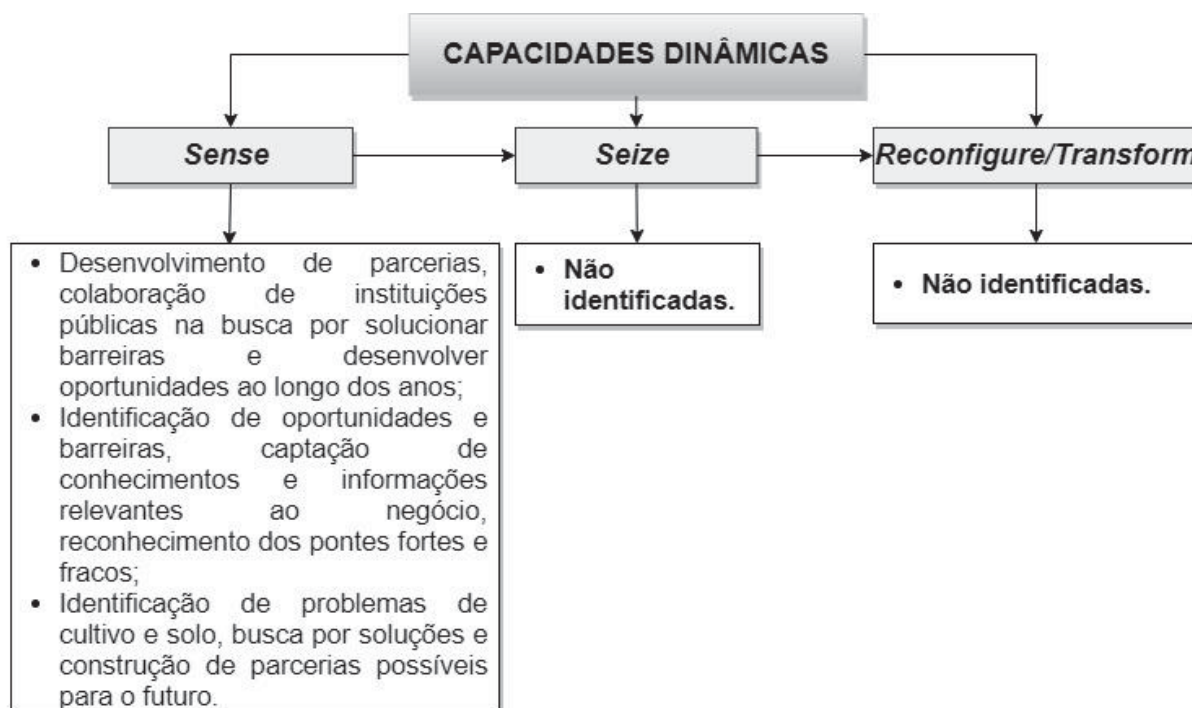 CAPACIDADES DINÂMICAS
Sense
Seize
Reconfigure/Transform
• Desenvolvimento de parcerias,
colaboração de instituições
públicas na busca por solucionar
barreiras e desenvolver
oportunidades ao longo dos anos;
• Identificação de oportunidades e
barreiras, captação de
conhecimentos e informações
relevantes ao negócio,
reconhecimento dos pontes fortes e
fracos;
• Identificação de problemas de
cultivo e solo, busca por soluções e
construção de parcerias possíveis
para o futuro.
• Não
identificadas.
• Não identificadas.